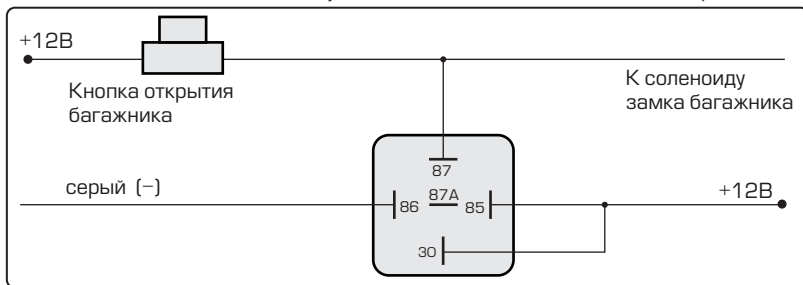 +12В
Кнопка открытия
багажника
К соленоиду
замка багажника
87
серый (−)
86
87А
85
+12В
30